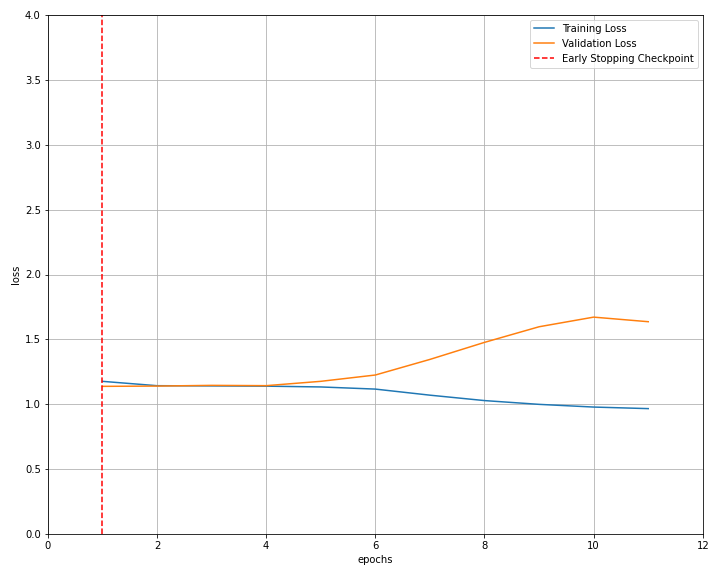 4.0
3.5
3.0
2.5
2.0
1.5
1.0
0.5
0.0
loss
0 2 4 6 8 10 12
epochs
Training Loss
Validation Loss
Early Stopping Checkpoint